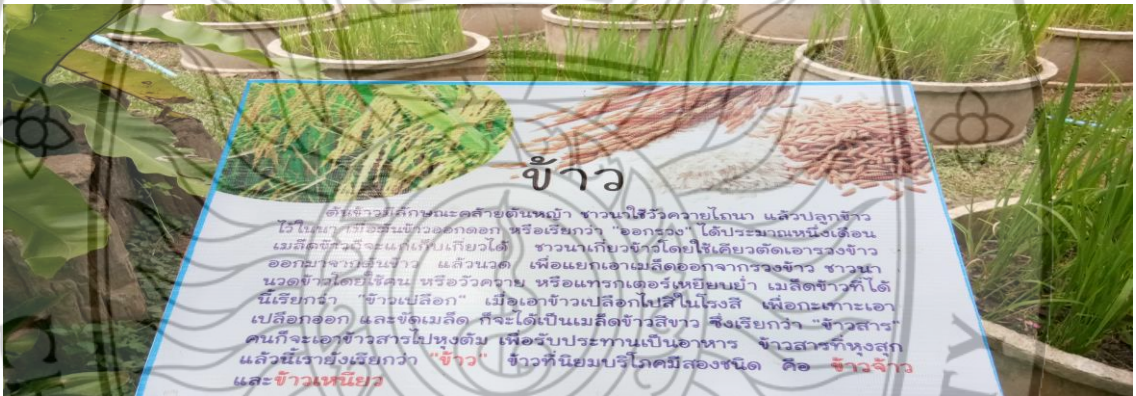 ข้าว
ต้นข้าวมีลักษณะคล้ายต้นหญ้า ชาวนาใช้วัวควายไถนา แล้วปลูกข้าว
ไว้ในนา เมื่อต้นข้าวออกดอก หรือเรียกว่า "ออกรวง" ได้ประมาณหนึ่งเดือน
เมล็ดข้าวก็จะแก่เก็บเกี่ยวได้ ชาวนาเกี่ยวข้าวโดยใช้เคียวตัดเอารวงข้าว
ออกมาจากต้นข้าว แล้วนวด เพื่อแยกเอาเมล็ดออกจากรวงข้าว ชาวนา
นวดข้าวโดยใช้คน หรือวัวควาย หรือแทรกเตอร์เหยียบย่ำ เมล็ดข้าวที่ได้
นี้เรียกว่า "ข้าวเปลือก" เมื่อเอาข้าวเปลือกไปสีในโรงสี เพื่อกะเทาะเอา
เปลือกออก และขัดเมล็ด ก็จะได้เป็นเมล็ดข้าวสีขาว ซึ่งเรียกว่า "ข้าวสาร"
คนก็จะเอาข้าวสารไปหุงต้ม เพื่อรับประทานเป็นอาหาร ข้าวสารที่หุงสุก
แล้วนี้เรายังเรียกว่า "ข้าว" ข้าวที่นิยมบริโภคมีสองชนิด คือ ข้าวจ้าว
และข้าวเหนียว